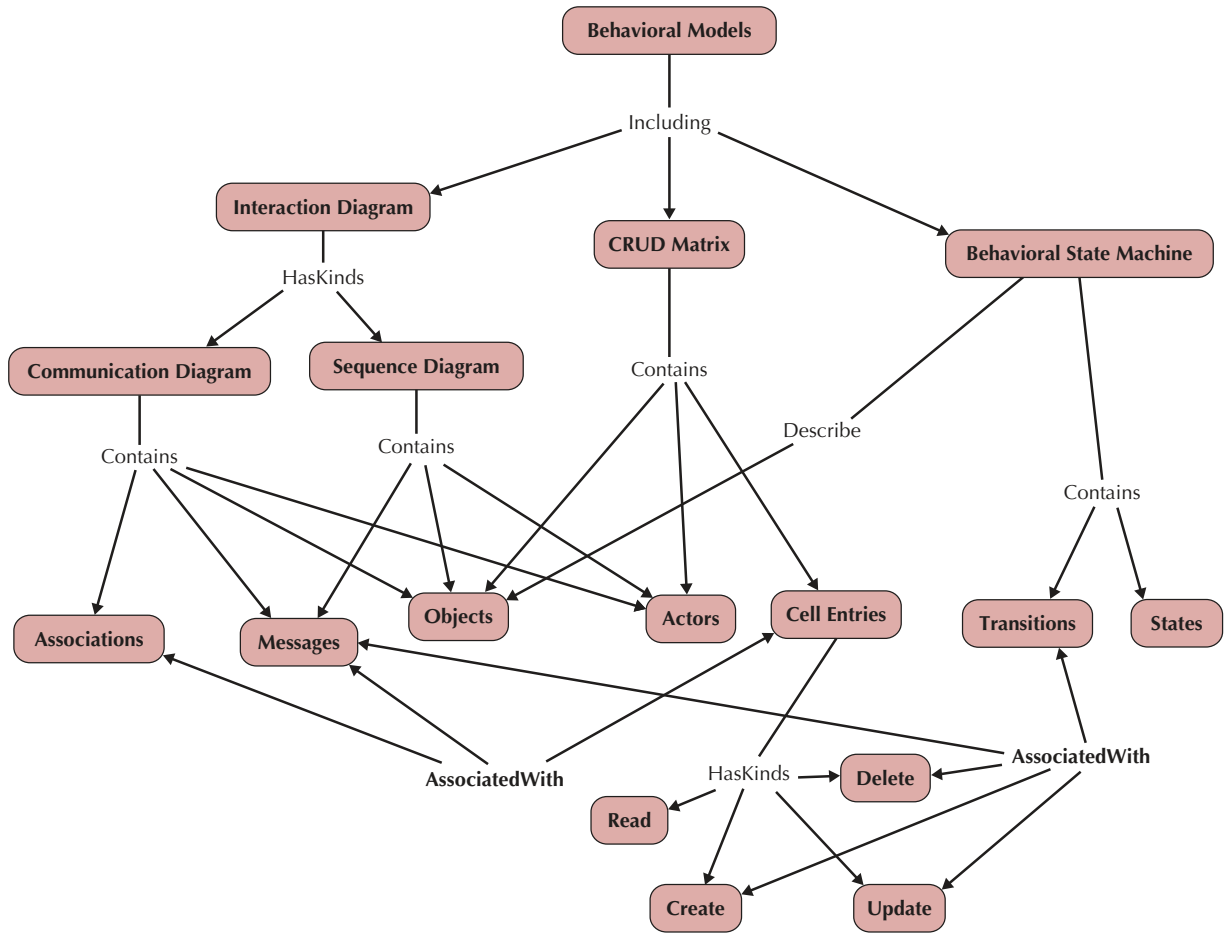 Behavioral Models
Including
Interaction Diagram
CRUD Matrix
Behavioral State Machine
HasKinds
Communication Diagram
Sequence Diagram
Contains
Describe
Contains
Contains
Contains
Associations
Messages
Objects
Actors
Cell Entries
Transitions
States
AssociatedWith
HasKinds
Delete
AssociatedWith
Read
Create
Update